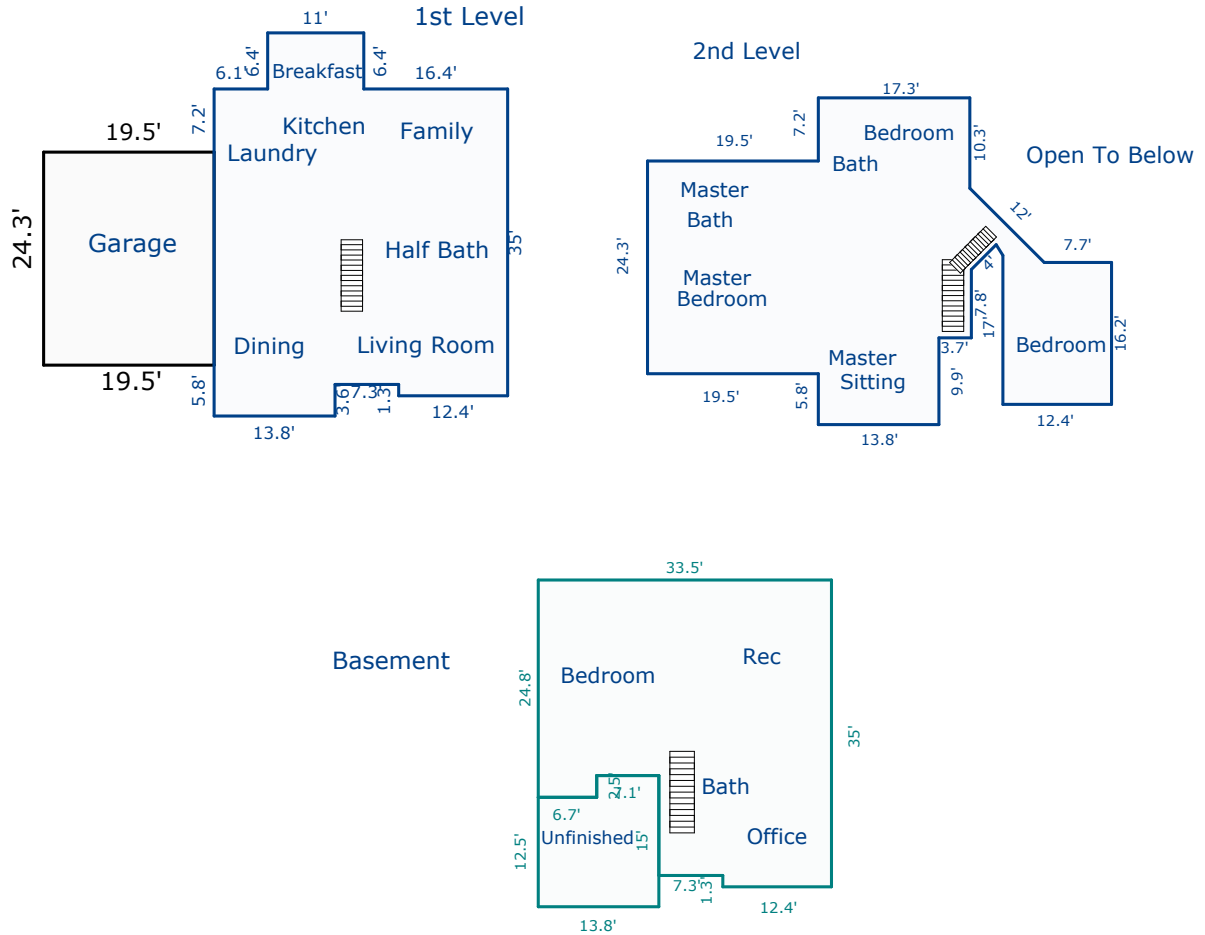 11'
1st Level
6.1'
6.4'
Breakfast
6.4'
16.4'
7.2'
Kitchen
Family
19.5'
Laundry
24.3'
Garage
Half Bath
35'
Dining
Living Room
19.5'
5.8'
3.6'
7.3'
1.3'
12.4'
13.8'
2nd Level
17.3'
7.2'
Bedroom
10.3'
19.5'
Bath
Open To Below
Master
Bath
12'
24.3'
7.7'
4'
Master
Bedroom
7.8'
17'
16.2'
3.7'
Bedroom
Master
Sitting
19.5'
5.8'
9.9'
12.4'
13.8'
33.5'
Basement
Bedroom
Rec
24.8'
35'
2.5'
7.1'
Bath
6.7'
Unfinished
15'
Office
12.5'
7.3'
1.3'
12.4'
13.8'